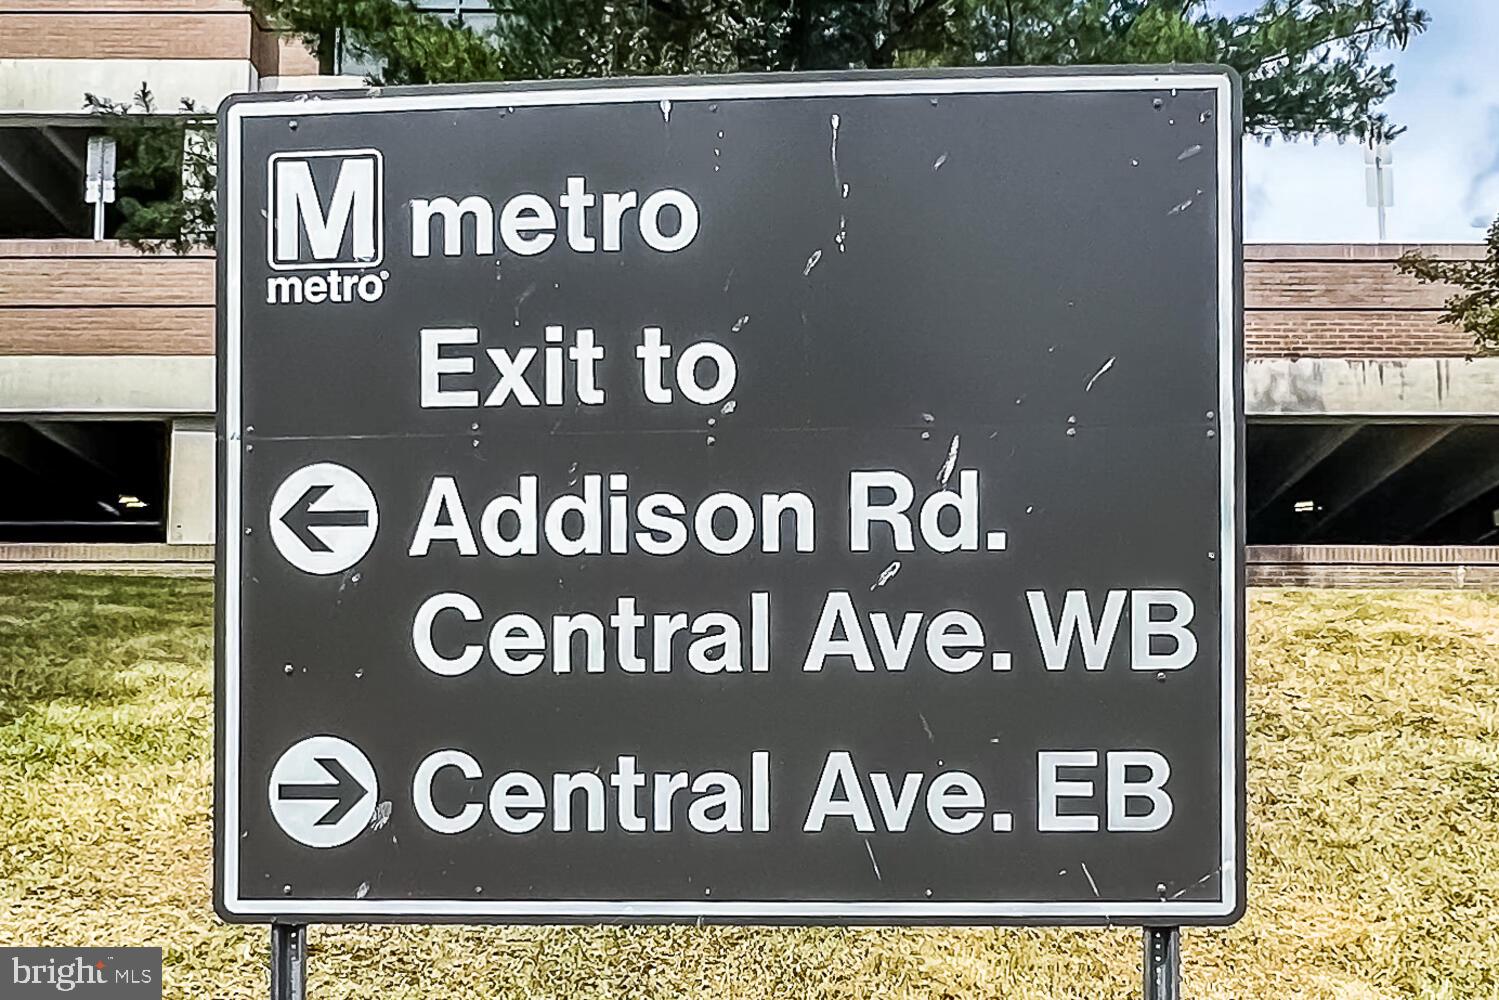 M metro
metro
Exit to
Addison Rd.
Central Ave. WB
Central Ave. EB
bright MLS